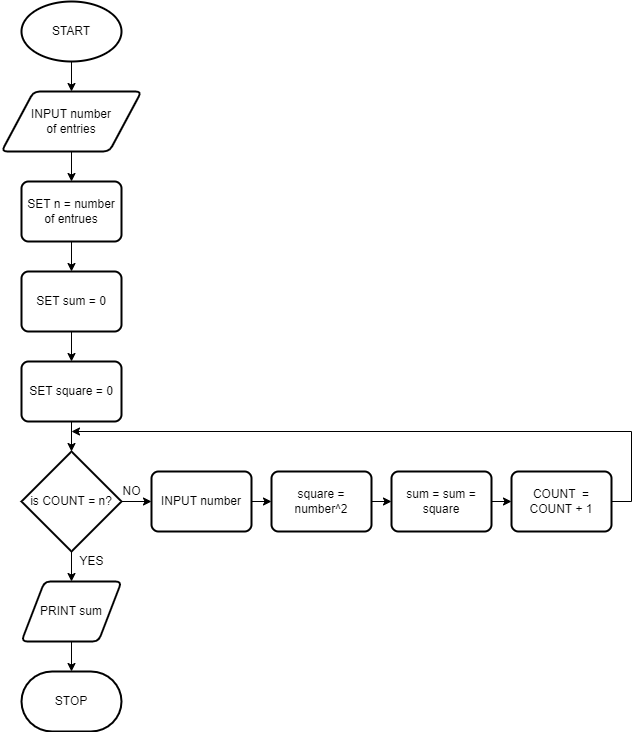 START
INPUT number
of entries
SET n = number
of entrues
SET sum = 0
SET square = 0
is COUNT = n?
NO
INPUT number
square =
number^2
sum = sum =
square
COUNT =
COUNT + 1
YES
PRINT sum
STOP